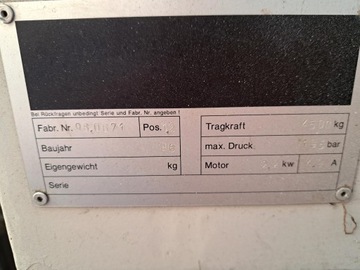 Bei Rückfragen unbedingt Serie und Fabr. Nr. angeben !
Fabr. Nr. Pos. Tragkraft kg
Baujahr max. Druck bar
Eigengewicht kg Motor kw A
Serie